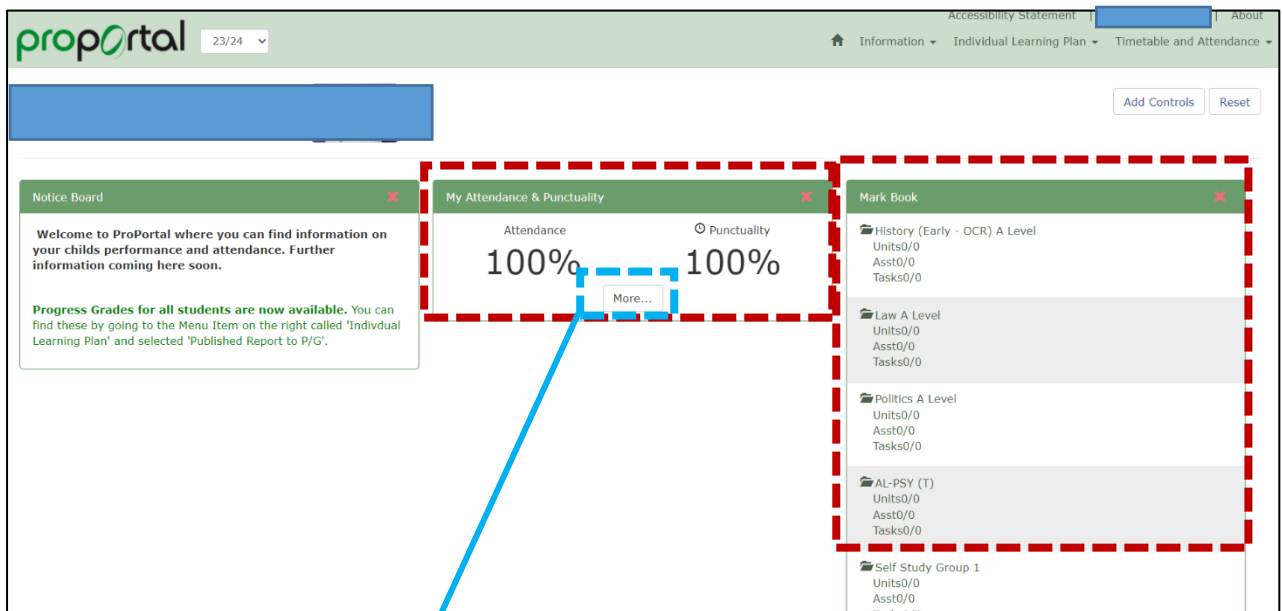 Accessibility Statement | | About
proportal 23/24
Information Individual Learning Plan Timetable and Attendance
Add Controls Reset
Notice Board
Welcome to ProPortal where you can find information on
your childs performance and attendance. Further
information coming here soon.
Progress Grades for all students are now available. You can
find these by going to the Menu Item on the right called 'Indivdual
Learning Plan' and selected 'Published Report to P/G'.
My Attendance & Punctuality
Attendance Punctuality
100% 100%
More...
Mark Book
History (Early - OCR) A Level
Units0/0
Asst0/0
Tasks0/0
Law A Level
Units0/0
Asst0/0
Tasks0/0
Politics A Level
Units0/0
Asst0/0
Tasks0/0
AL-PSY (T)
Units0/0
Asst0/0
Tasks0/0
Self Study Group 1
Units0/0
Asst0/0